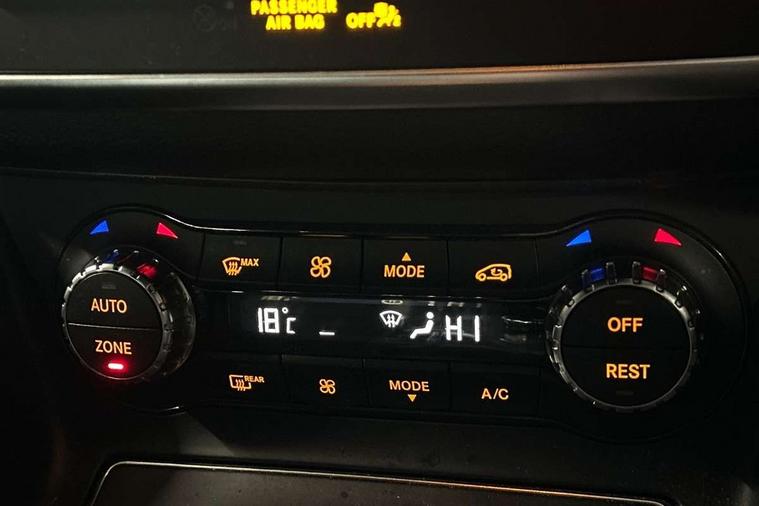 PASSENGER
AIR BAG OFF
MAX
MODE
AUTO
ZONE
18°C _ HI
OFF
REST
REAR
MODE
A/C